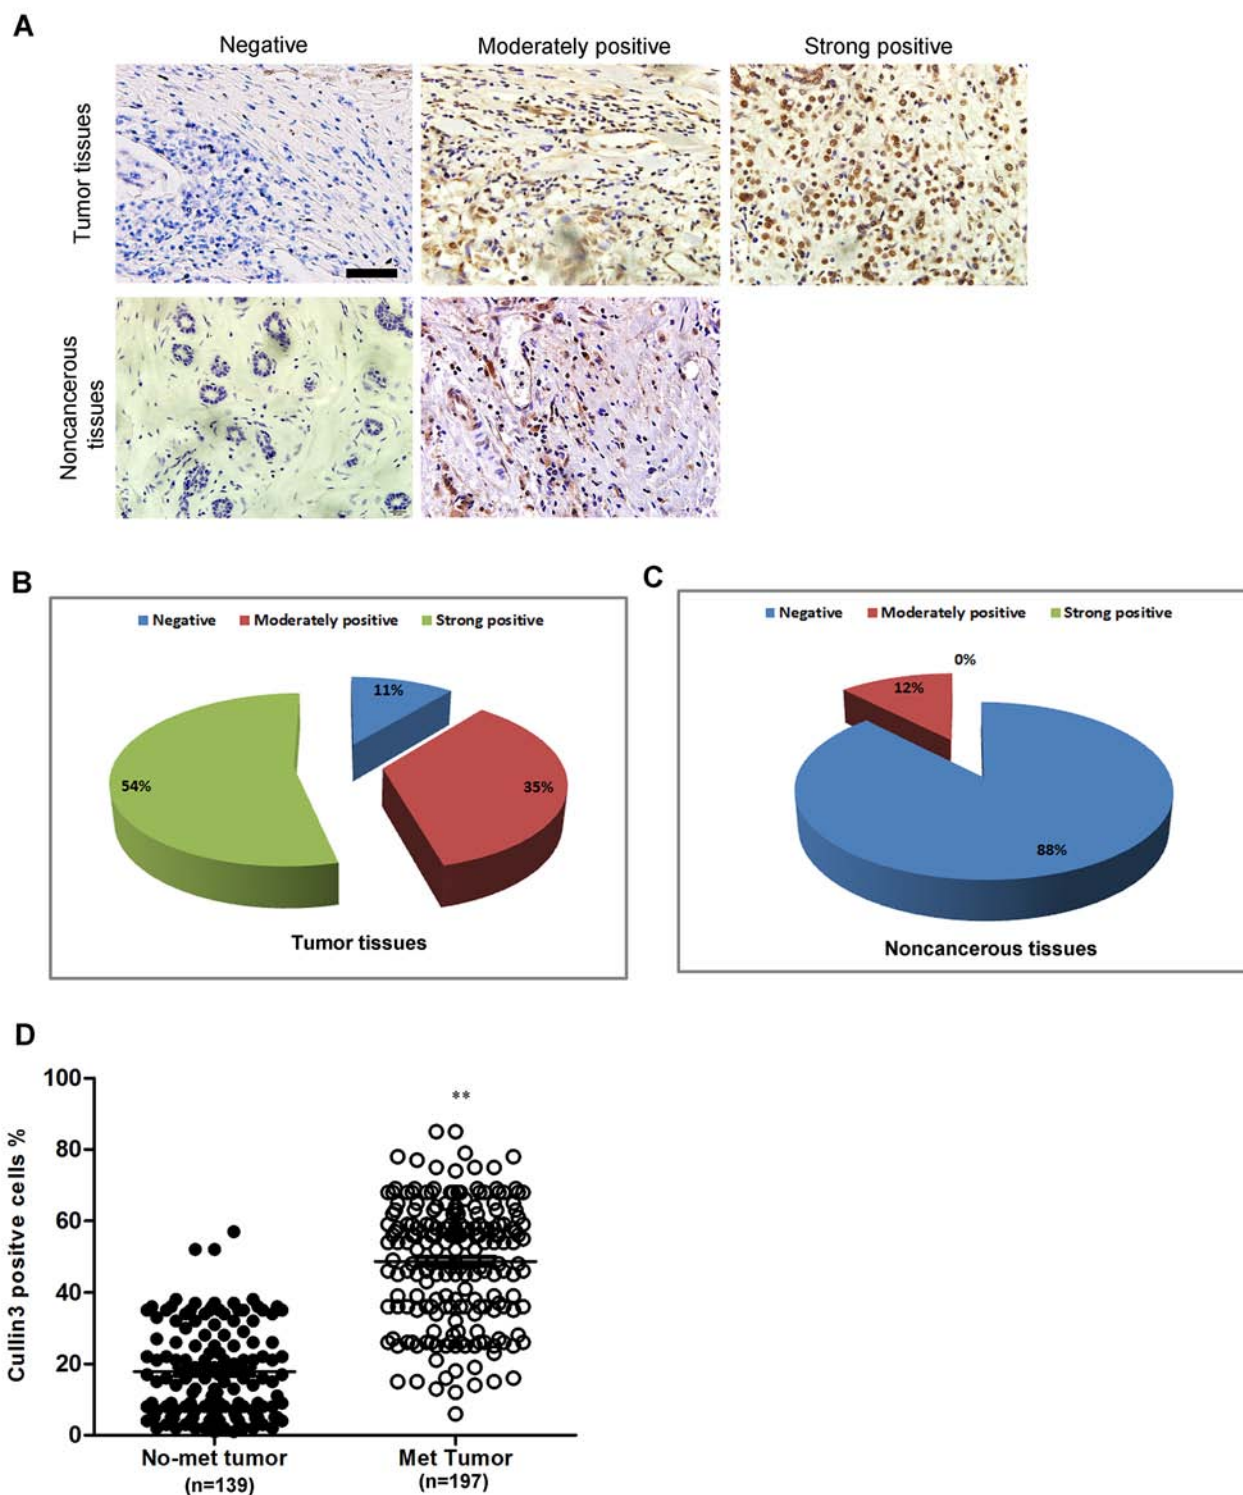 A
Negative
Moderately positive
Strong positive
Tumor tissues
Noncancerous
tissues
B
Negative Moderately positive Strong positive
11%
54%
35%
Tumor tissues
C
Negative Moderately positive Strong positive
0%
12%
88%
Noncancerous tissues
D
Cullin3 positve cells %
100
80
60
40
20
0
**
No-met tumor
(n=139)
Met Tumor
(n=197)